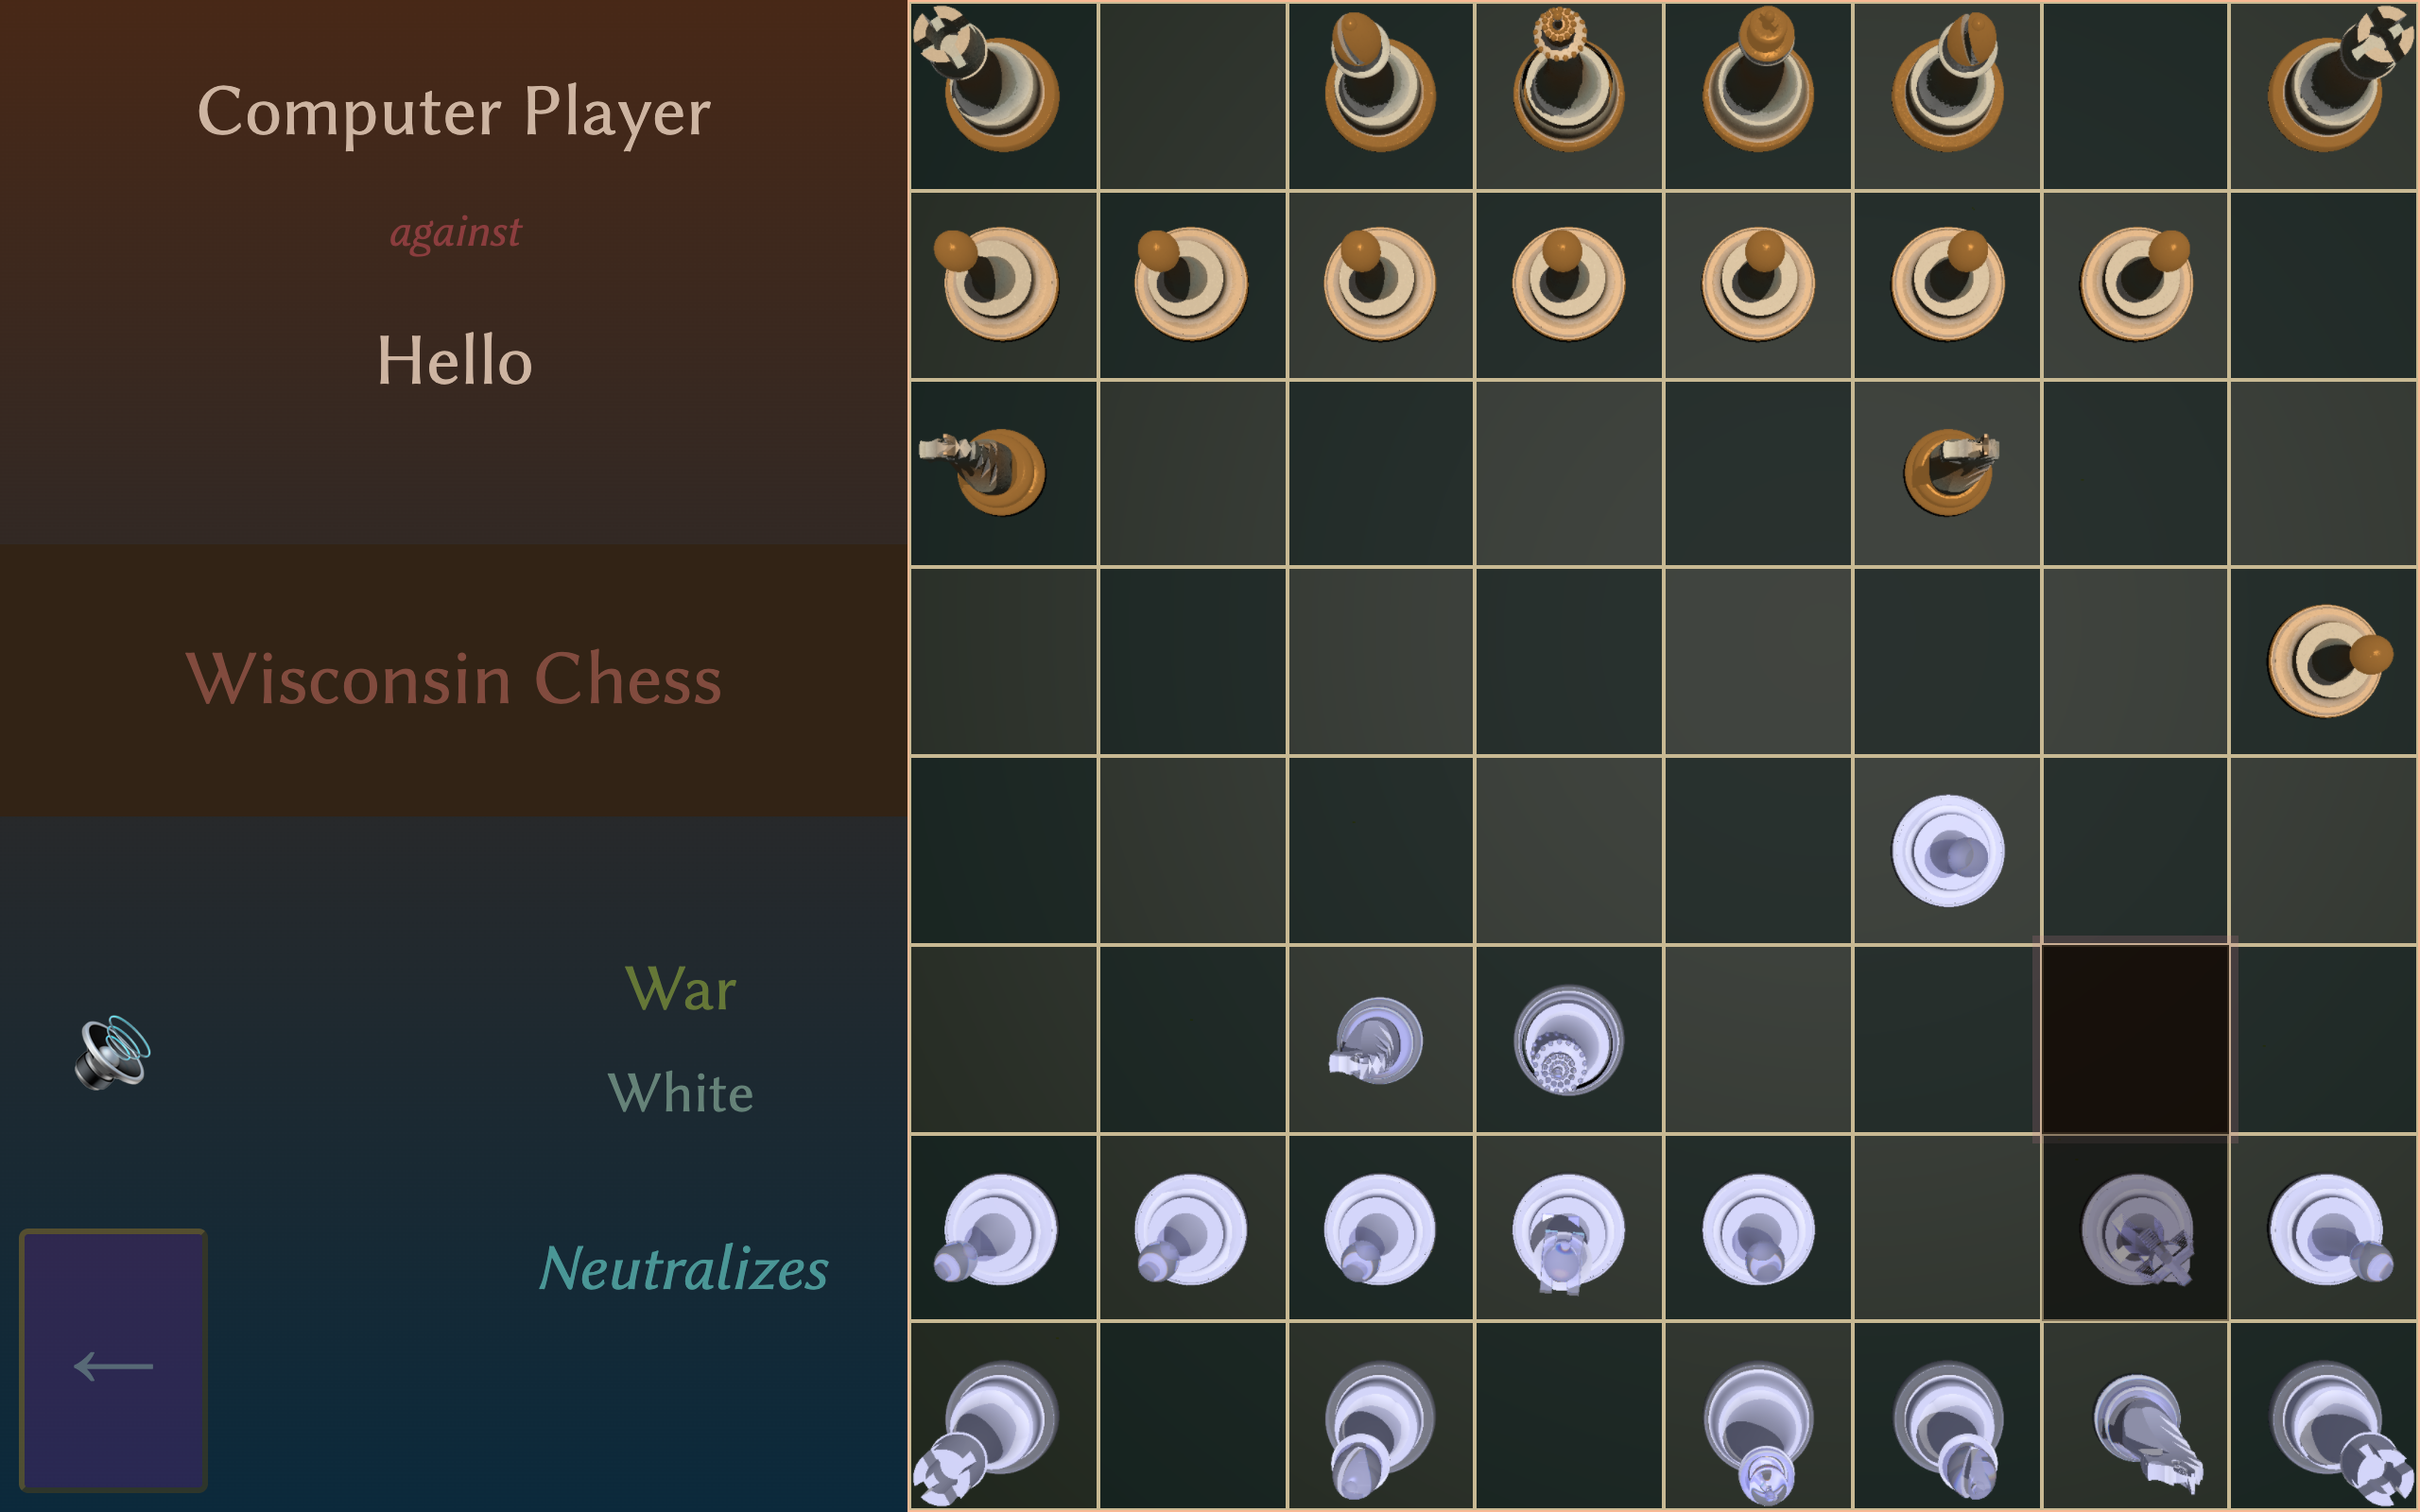 Computer Player
against
Hello
Wisconsin Chess
War
White
Neutralizes
←